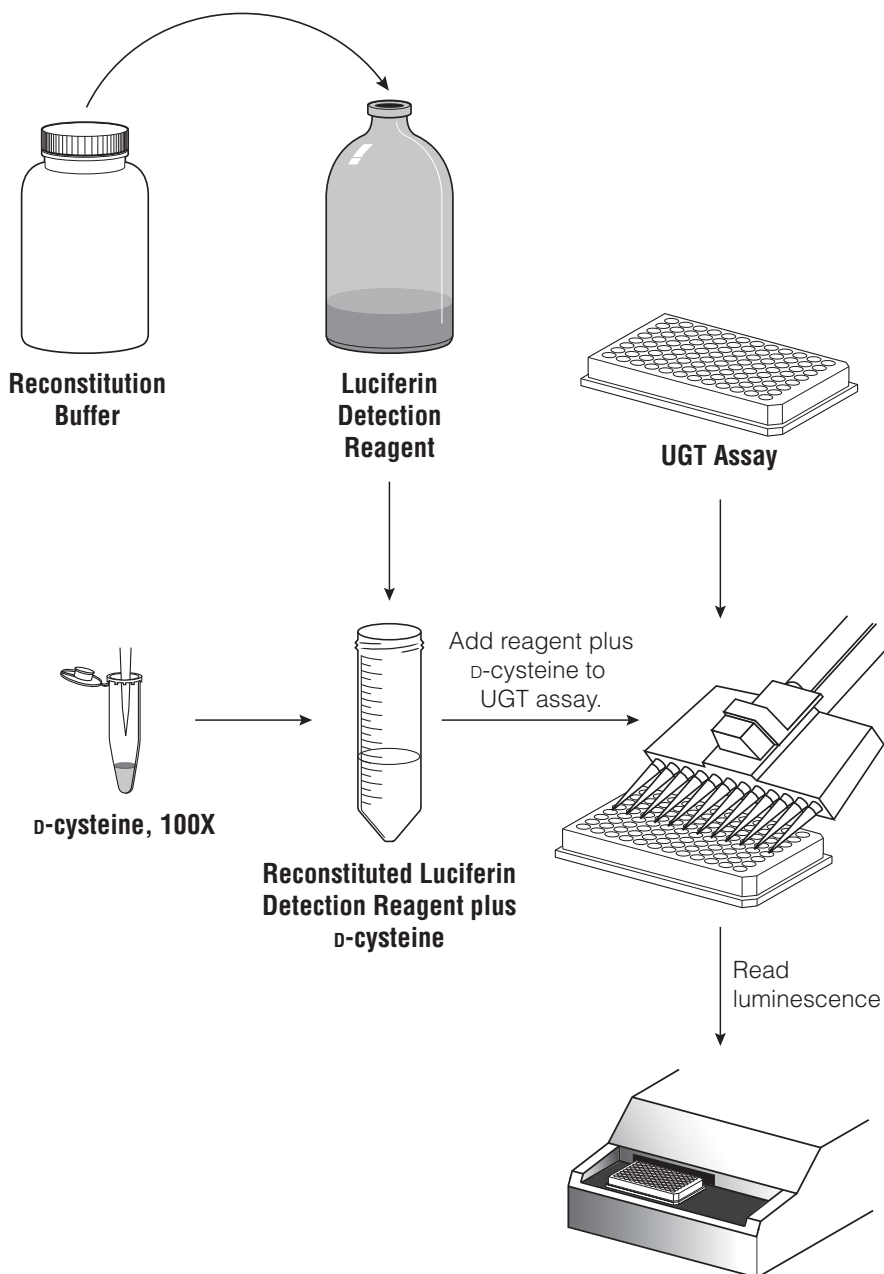 Reconstitution
Buffer
Luciferin
Detection
Reagent
UGT Assay
Add reagent plus
D-cysteine to
UGT assay.
D-cysteine, 100X
Reconstituted Luciferin
Detection Reagent plus
D-cysteine
Read
luminescence